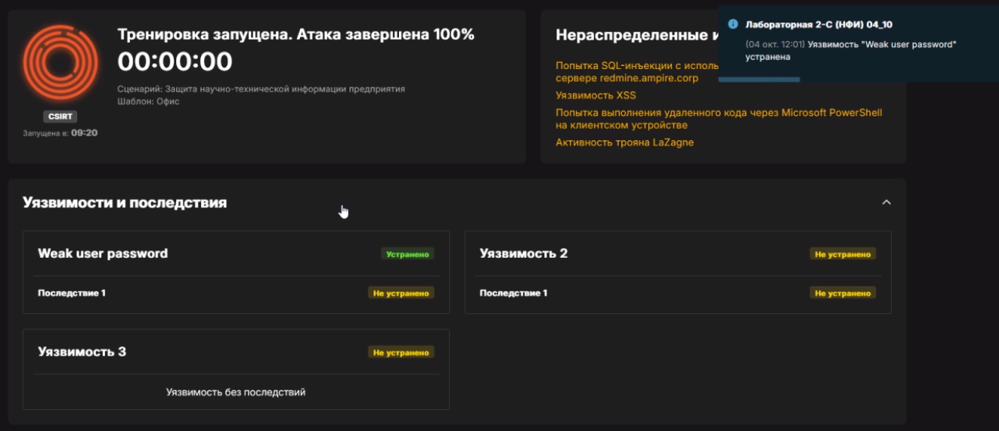 Тренировка запущена. Атака завершена 100%
00:00:00
Сценарий: Защита научно-технической информации предприятия
Шаблон: Офис
CSIRT
Запущена в: 09:20
Нераспределенные
Попытка SQL-инъекции с
сервере redmine.ampire.corp
Уязвимость XSS
Попытка выполнения удаленного кода через Microsoft PowerShell
на клиентском устройстве
Активность трояна LaZagne
Лабораторная 2-С (НФИ) 04_10
(04 окт. 12:01) Уязвимость "Weak user password"
устранена
Уязвимости и последствия
Weak user password Устранено
Последствие 1 Не устранено
Уязвимость 2 Не устранено
Последствие 1 Не устранено
Уязвимость 3 Не устранено
Уязвимость без последствий